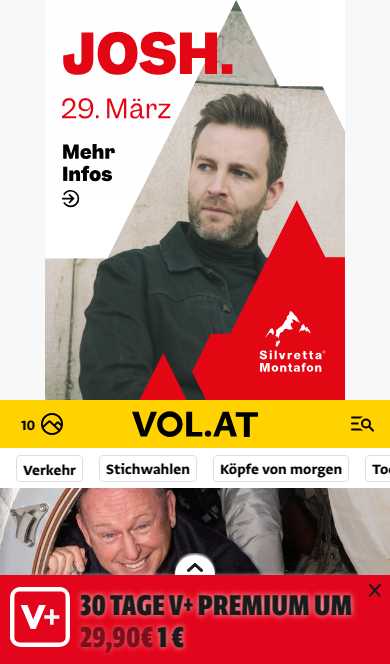 JOSH.
29. März
Mehr
Infos
Silvretta
Montafon
10
VOL.AT
Verkehr
Stichwahlen
Köpfe von morgen
To
V+
30 TAGE V+ PREMIUM UM
29,90€ 1 €